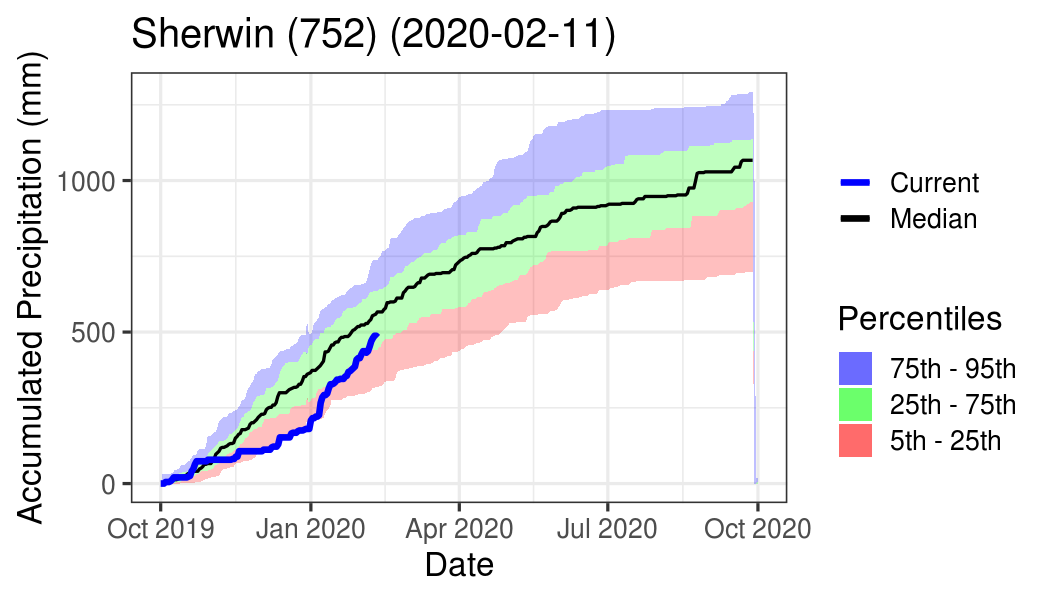 Sherwin (752) (2020-02-11)
Accumulated Precipitation (mm)
1000
500
0
Oct 2019 Jan 2020 Apr 2020 Jul 2020 Oct 2020
Date
Current
Median
Percentiles
75th - 95th
25th - 75th
5th - 25th